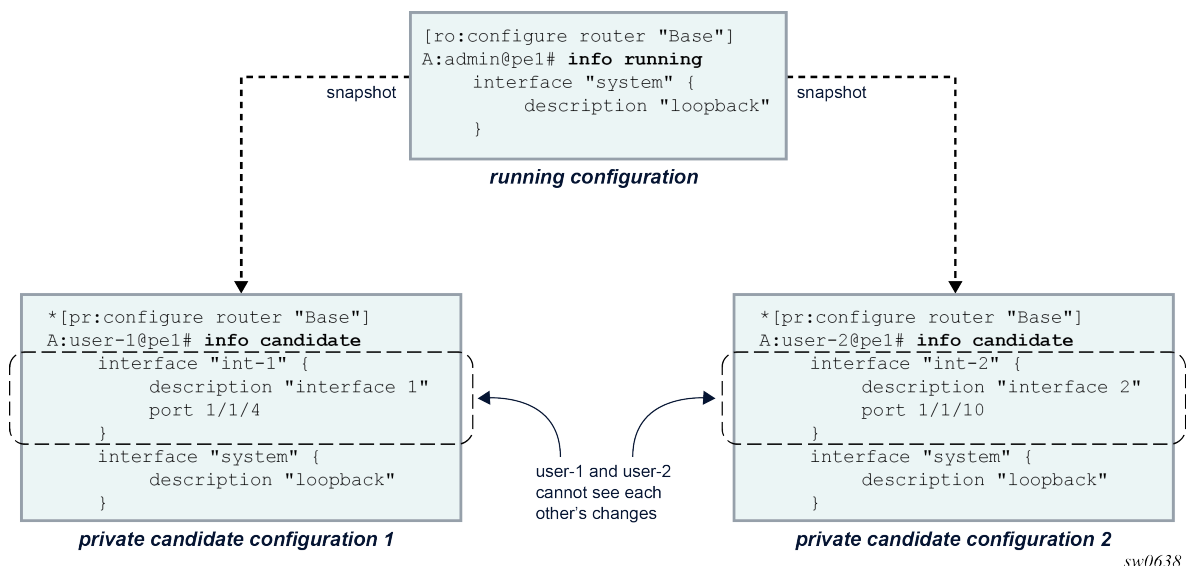 [ro:configure router "Base"]
A:admin@pe1# info running
interface "system" {
description "loopback"
}
snapshot
snapshot
running configuration
*[pr:configure router "Base"]
A:user-1@pe1# info candidate
interface "int-1" {
description "interface 1"
port 1/1/4
}
interface "system" {
description "loopback"
}
private candidate configuration 1
user-1 and user-2
cannot see each
other's changes
*[pr:configure router "Base"]
A:user-2@pe1# info candidate
interface "int-2" {
description "interface 2"
port 1/1/10
}
interface "system" {
description "loopback"
}
private candidate configuration 2
sw0638